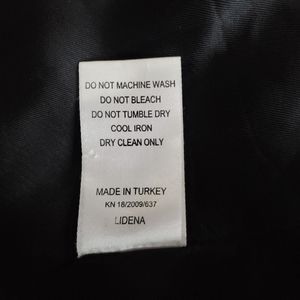 DO NOT MACHINE WASH
DO NOT BLEACH
DO NOT TUMBLE DRY
COOL IRON
DRY CLEAN ONLY
MADE IN TURKEY
KN 18/2009/637
LIDENA